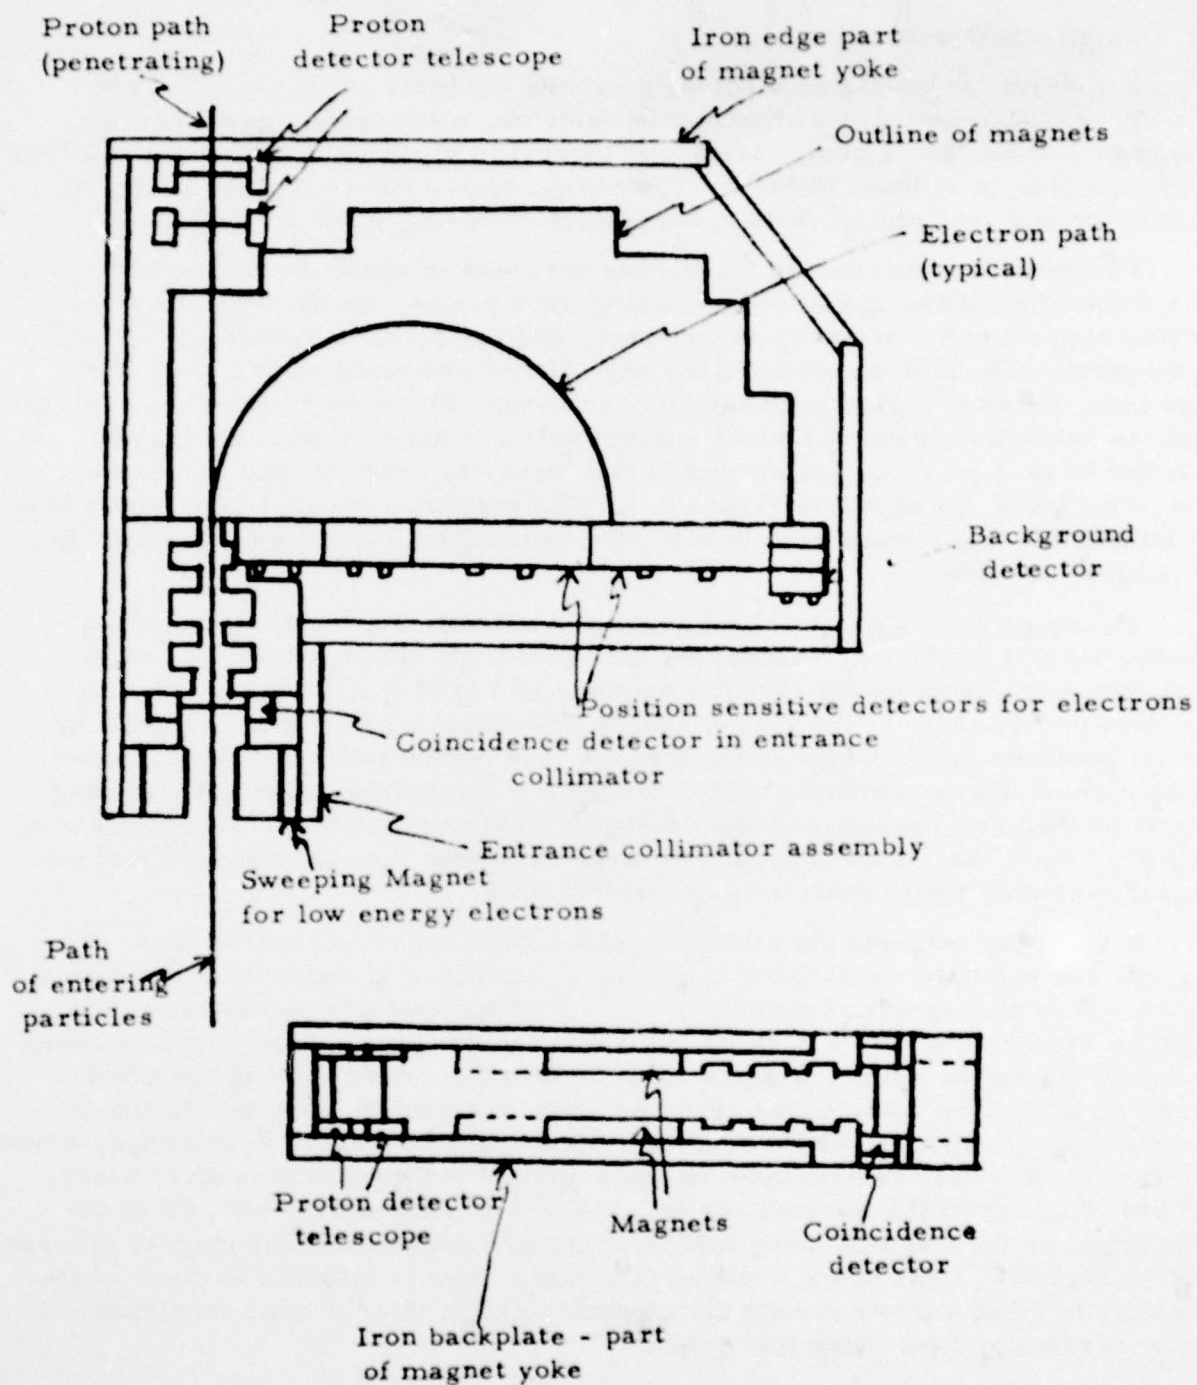 Proton path
(penetrating)
Proton
detector telescope
Iron edge part
of magnet yoke
Outline of magnets
Electron path
(typical)
Background
detector
Position sensitive detectors for electrons
Coincidence detector in entrance
collimator
Entrance collimator assembly
Sweeping Magnet
for low energy electrons
Path
of entering
particles
Proton detector
telescope
Magnets
Coincidence
detector
Iron backplate - part
of magnet yoke